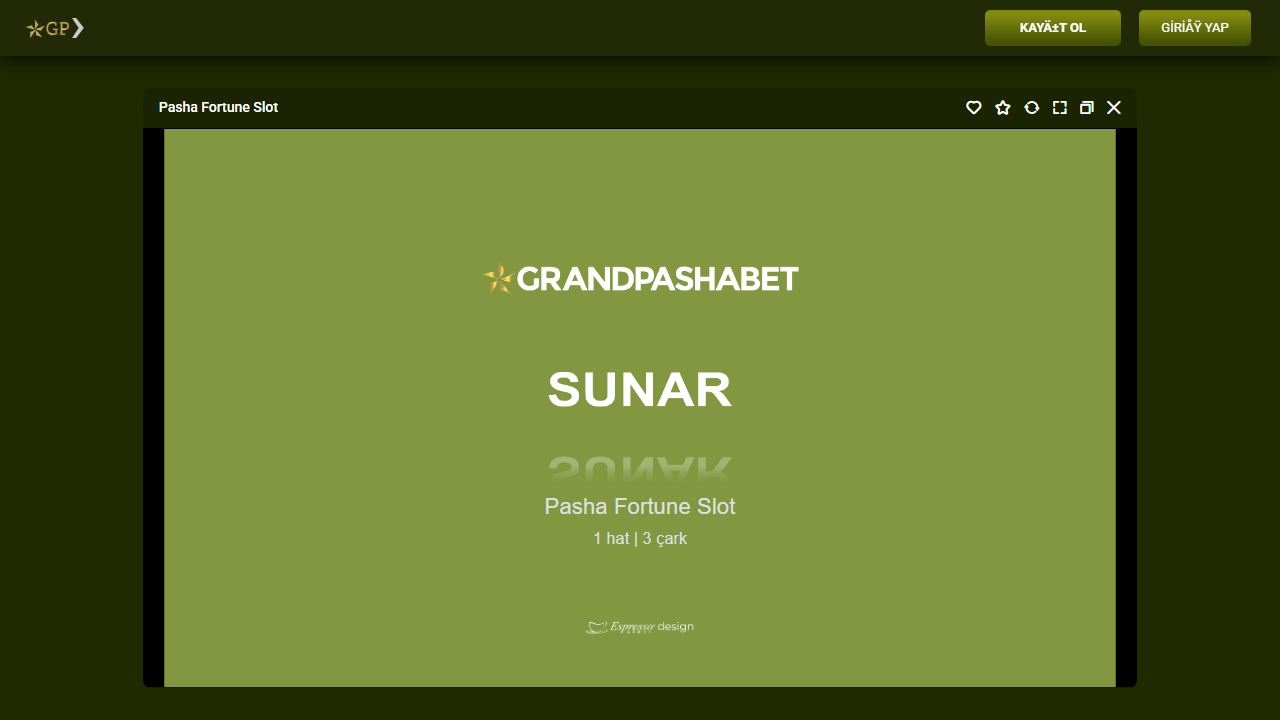 GP
KAYÄ±T OL
GİRİÅŸ YAP
Pasha Fortune Slot
GRANDPASHABET
SUNAR
Pasha Fortune Slot
1 hat | 3 çark
Espresso design